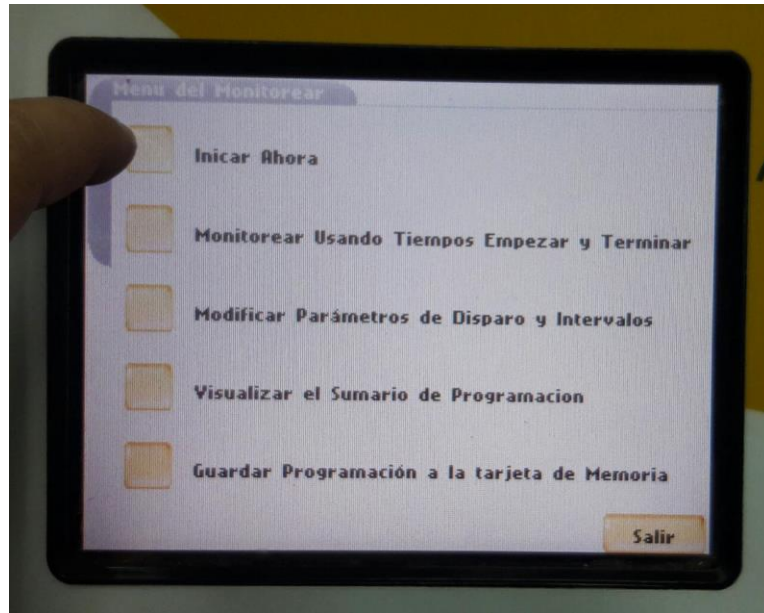 Menu del Monitorear
Inicar Ahora
Monitorear Usando Tiempos Empezar y Terminar
Modificar Parámetros de Disparo y Intervalos
Visualizar el Sumario de Programacion
Guardar Programación a la tarjeta de Memoria
Salir